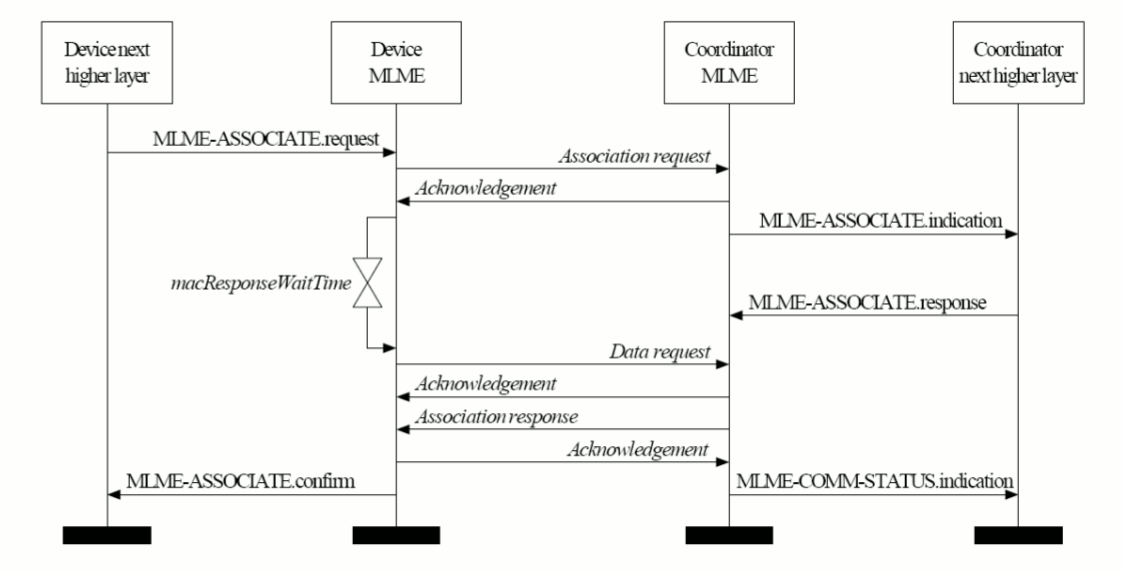 Device next
higher layer
Device
MLME
Coordinator
MLME
Coordinator
next higher layer
MLME-ASSOCIATE.request
Association request
Acknowledgement
MLME-ASSOCIATE.indication
macResponseWaitTime
MLME-ASSOCIATE.response
Data request
Acknowledgement
Association response
Acknowledgement
MLME-ASSOCIATE.confirm
MLME-COMM-STATUS.indication